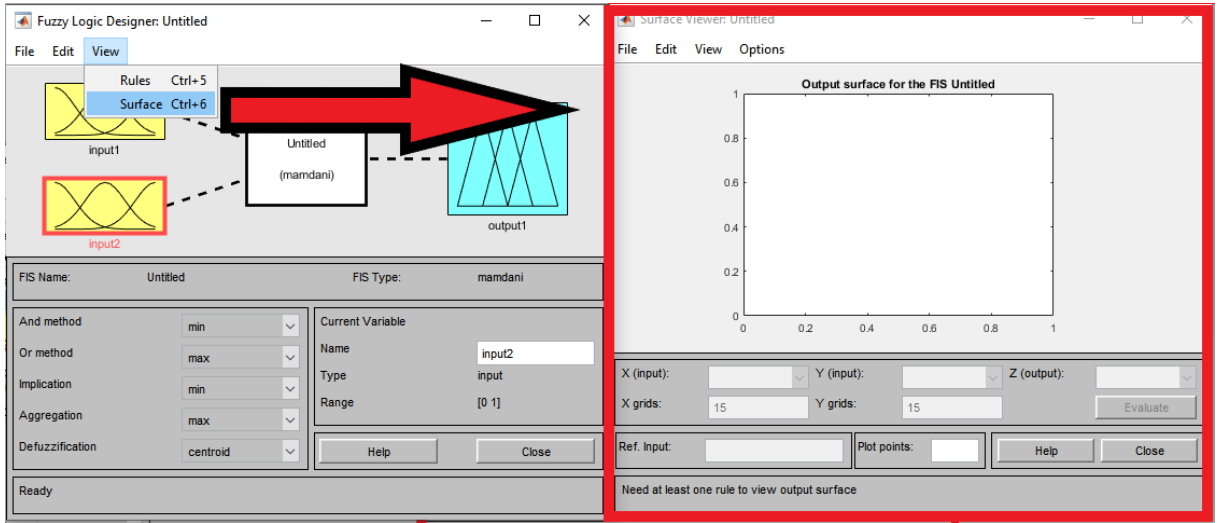 Fuzzy Logic Designer: Untitled
File Edit View
Rules Ctrl+5
Surface Ctrl+6
input1
Untitled
(mamdani)
input2
output1
FIS Name: Untitled FIS Type: mamdani
And method min
Or method max
Implication min
Aggregation max
Defuzzification centroid
Current Variable
Name input2
Type input
Range [0 1]
Help Close
Ready
Surface Viewer: Untitled
File Edit View Options
Output surface for the FIS Untitled
1
0.8
0.6
0.4
0.2
0
0 0.2 0.4 0.6 0.8 1
X (input): Y (input): Z (output):
X grids: 15 Y grids: 15 Evaluate
Ref. Input: Plot points: Help Close
Need at least one rule to view output surface